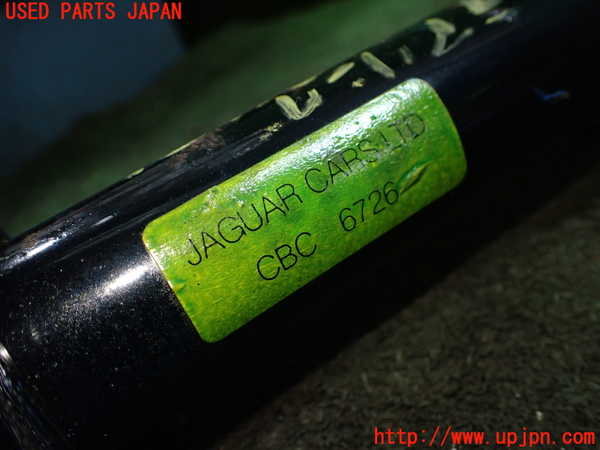 USED PARTS JAPAN
JAGUAR CARS LTD
CBC 6726
http://www.upjpn.com